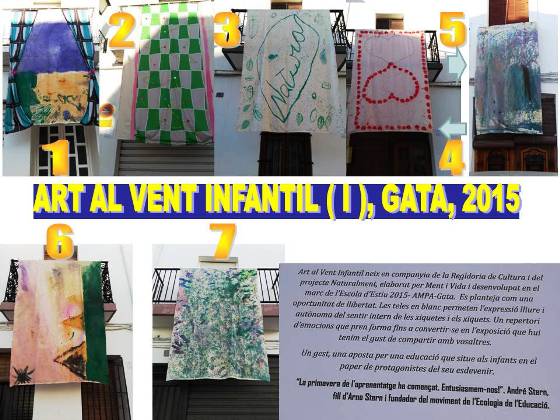 2
3
5
Natura
1
4
ART AL VENT INFANTIL ( I ), GATA, 2015
6
7
Art al Vent Infantil neix en companyia de la Regidoria de Cultura i del
projecte Naturalment, elaborat per Ment i Vida i desenvolupat en el
marc de l'Escola d'Estiu 2015- AMPA-Gata. Es planteja com una
oportunitat de llibertat. Les teles en blanc permeten l'expressió lliure i
autònoma del sentir intern de les xiquetes i els xiquets. Un repertori
d'emocions que pren forma fins a convertir-se en l'exposició que hui
tenim el gust de compartir amb vosaltres.
Un gest, una aposta per una educació que situe als infants en el
paper de protagonistes del seu esdevenir.
"La primavera de l'aprenentatge ha començat. Entusiasmem-nos!". André Stern,
fill d'Arno Stern i fundador del moviment de l'Ecologia de l'Educació.